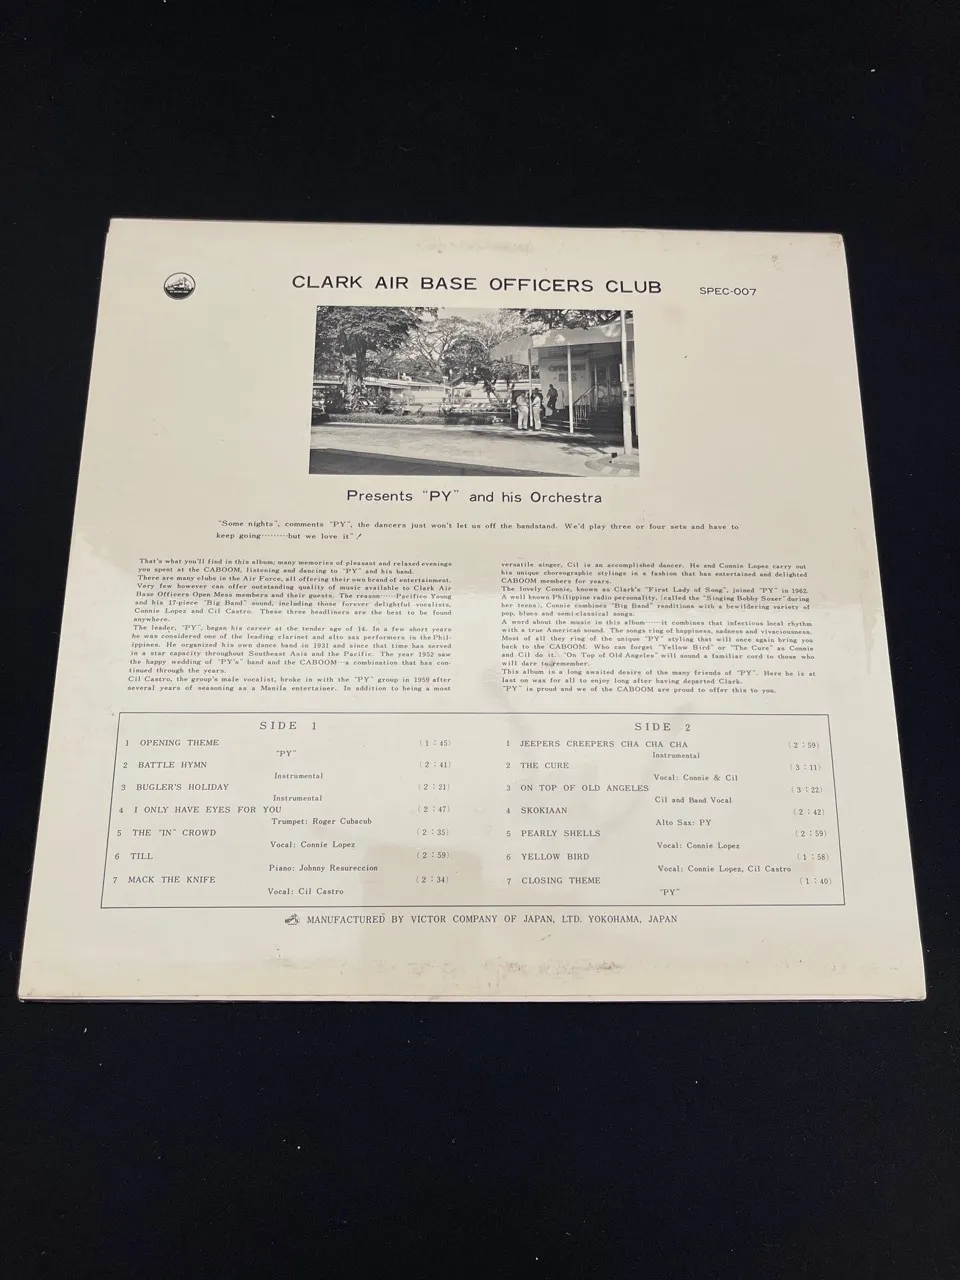 CLARK AIR BASE OFFICERS CLUB
SPEC-007
Presents "PY" and his Orchestra
"Some nights", comments "PY", the dancers just won't let us off the bandstand. We'd play three or four sets and have to
keep going·········but we love it"!
That's what you'll find in this album; many memories of pleasant and relaxed evenings
you spent at the CABOOM, listening and dancing to "PY" and his band.
There are many clubs in the Air Force, all offering their own brand of entertainment.
Very few however can offer outstanding quality of music available to Clark Air
Base Officers Open Mess members and their guests. The reason······Pacifico Young
and his 17-piece "Big Band" sound, including those forever delightful vocalists,
Connie Lopez and Cil Castro. These three headliners are the best to be found
anywhere.
The leader, "PY", began his career at the tender age of 14. In a few short years
he was considered one of the leading clarinet and alto sax performers in the Phil-
ippines. He organized his own dance band in 1931 and since that time has served
in a star capacity throughout Southeast Asia and the Pacific. The year 1952 saw
the happy wedding of "PY's" band and the CABOOM···a combination that has con-
tinued through the years.
Cil Castro, the group's male vocalist, broke in with the "PY" group in 1959 after
several years of seasoning as a Manila entertainer. In addition to being a most
versatile singer, Cil is an accomplished dancer. He and Connie Lopez carry out
his unique choreographic stylings in a fashion that has entertained and delighted
CABOOM members for years.
The lovely Connie, known as Clark's "First Lady of Song", joined "PY" in 1962.
A well known Philippine radio personality, (called the "Singing Bobby Soxer" during
her teens), Connie combines "Big Band" renditions with a bewildering variety of
pop, blues and semi-classical songs.
A word about the music in this album······it combines that infectious local rhythm
with a true American sound. The songs ring of happiness, sadness and vivaciousness.
Most of all they ring of the unique "PY" styling that will once again bring you
back to the CABOOM. Who can forget "Yellow Bird" or "The Cure" as Connie
and Cil do it. "On Top of Old Angeles" will sound a familiar cord to those who
will dare to remember.
This album is a long awaited desire of the many friends of "PY". Here he is at
last on wax for all to enjoy long after having departed Clark.
"PY" is proud and we of the CABOOM are proud to offer this to you.
SIDE 1
1 OPENING THEME (1:45)
"PY"
2 BATTLE HYMN (2:41)
Instrumental
3 BUGLER'S HOLIDAY (2:21)
Instrumental
4 I ONLY HAVE EYES FOR YOU (2:47)
Trumpet: Roger Cubacub
5 THE "IN" CROWD (2:35)
Vocal: Connie Lopez
6 TILL (2:59)
Piano: Johnny Resureccion
7 MACK THE KNIFE (2:34)
Vocal: Cil Castro
SIDE 2
1 JEEPERS CREEPERS CHA CHA CHA (2:59)
Instrumental
2 THE CURE (3:11)
Vocal: Connie & Cil
3 ON TOP OF OLD ANGELES (3:22)
Cil and Band Vocal
4 SKOKIAAN (2:42)
Alto Sax: PY
5 PEARLY SHELLS (2:59)
Vocal: Connie Lopez
6 YELLOW BIRD (1:58)
Vocal: Connie Lopez, Cil Castro
7 CLOSING THEME (1:40)
"PY"
MANUFACTURED BY VICTOR COMPANY OF JAPAN, LTD. YOKOHAMA, JAPAN